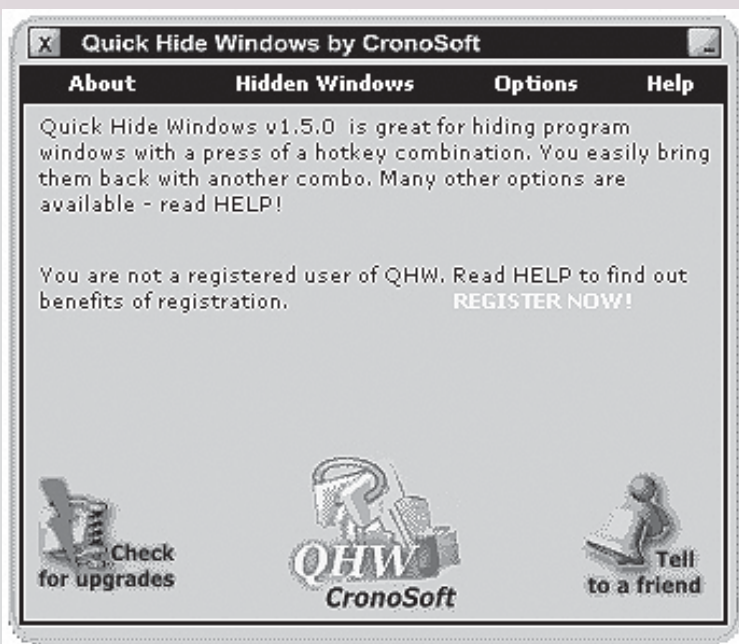 X Quick Hide Windows by CronoSoft
About Hidden Windows Options Help
Quick Hide Windows v1.5.0 is great for hiding program
windows with a press of a hotkey combination. You easily bring
them back with another combo. Many other options are
available - read HELP!
You are not a registered user of QHW. Read HELP to find out
benefits of registration. REGISTER NOW!
Check
for upgrades
QHW
CronoSoft
Tell
to a friend